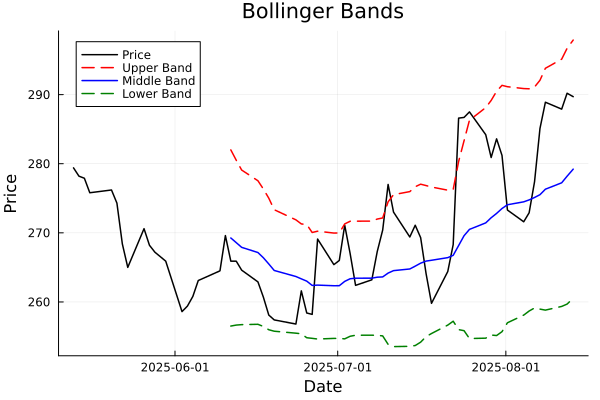 Bollinger Bands
Price
Upper Band
Middle Band
Lower Band
Price
290
280
270
260
2025-06-01
2025-07-01
2025-08-01
Date